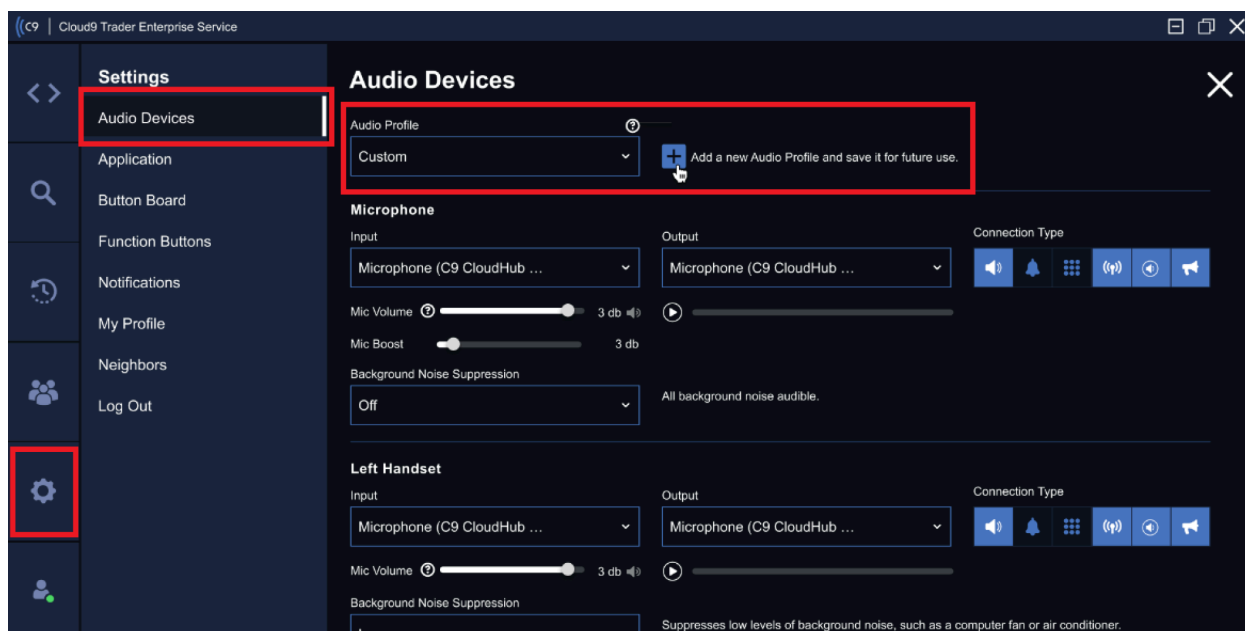 C9 | Cloud9 Trader Enterprise Service
Settings
Audio Devices
Application
Button Board
Function Buttons
Notifications
My Profile
Neighbors
Log Out
Audio Devices
Audio Profile
Custom
Add a new Audio Profile and save it for future use.
Microphone
Input
Output
Connection Type
Microphone (C9 CloudHub ...
Microphone (C9 CloudHub ...
Mic Volume
3 db
Mic Boost
3 db
Background Noise Suppression
Off
All background noise audible.
Left Handset
Input
Output
Connection Type
Microphone (C9 CloudHub ...
Microphone (C9 CloudHub ...
Mic Volume
3 db
Background Noise Suppression
Suppresses low levels of background noise, such as a computer fan or air conditioner.